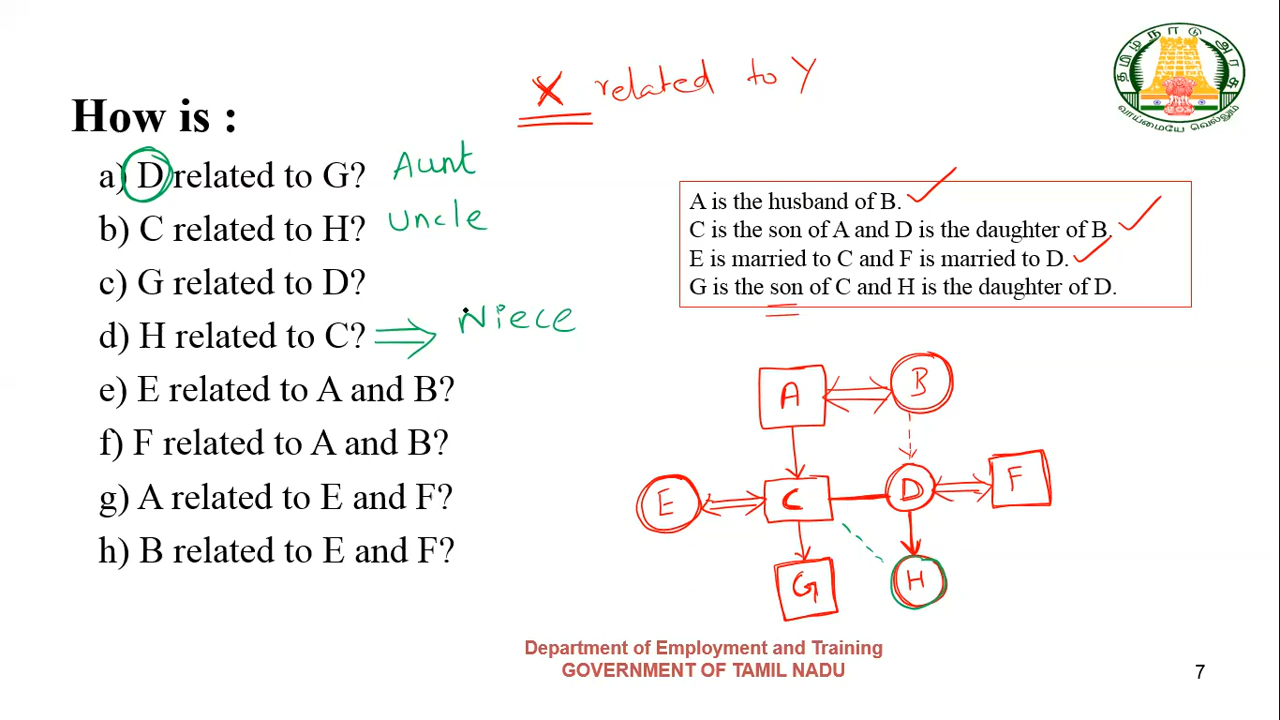 X related to Y
How is :
a) D related to G? Aunt
b) C related to H? Uncle
c) G related to D?
d) H related to C? ⇒ Niece
e) E related to A and B?
f) F related to A and B?
g) A related to E and F?
h) B related to E and F?
தமிழ் நாடு அரசு
வாய்மையே வெல்லும்
A is the husband of B.
C is the son of A and D is the daughter of B.
E is married to C and F is married to D.
G is the son of C and H is the daughter of D.
A B
E C D F
G H
Department of Employment and Training
GOVERNMENT OF TAMIL NADU
7